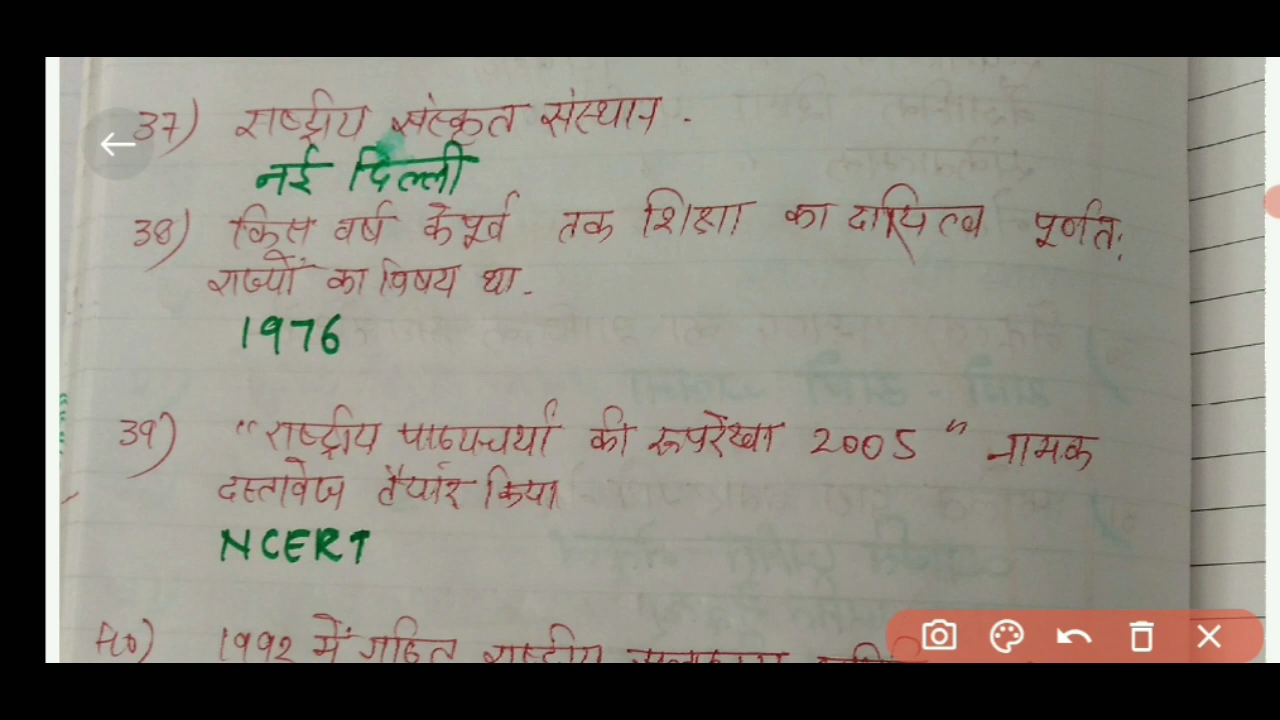 37) राष्ट्रीय संस्कृत संस्थान.
नई दिल्ली
38) किस वर्ष के पूर्व तक शिक्षा का दायित्व पूर्णत:
राज्यों का विषय था.
1976
39) "राष्ट्रीय पाठ्यचर्या की रूपरेखा 2005" नामक
दस्तावेज तैयार किया
NCERT
40) 1992 में गठित राष्ट्रीय